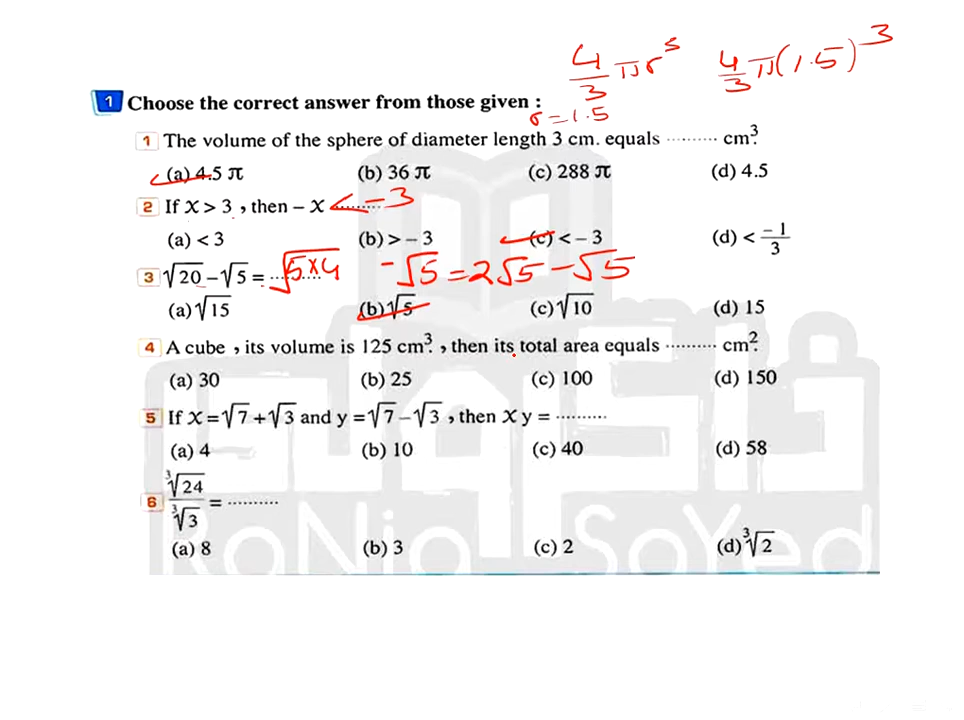 4/3 πr³ 4/3 π(1.5)³
1 Choose the correct answer from those given :
r = 1.5
1 The volume of the sphere of diameter length 3 cm. equals .......... cm³.
(a) 4.5 π (b) 36 π (c) 288 π (d) 4.5
2 If X > 3 , then – X .......... < –3
(a) < 3 (b) > – 3 (c) < – 3 (d) < –1/3
3 √20 – √5 = .......... √5×4 – √5 = 2√5 – √5
(a) √15 (b) √5 (c) √10 (d) 15
4 A cube , its volume is 125 cm³. , then its total area equals .......... cm².
(a) 30 (b) 25 (c) 100 (d) 150
5 If X = √7 + √3 and y = √7 – √3 , then X y = ..........
(a) 4 (b) 10 (c) 40 (d) 58
6 ∛24 / ∛3 = ..........
(a) 8 (b) 3 (c) 2 (d) ∛2
RaNia SaYed